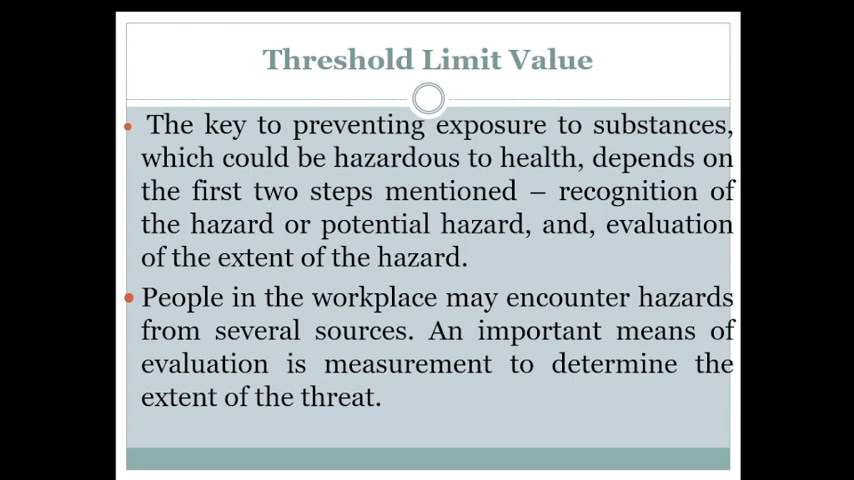 Threshold Limit Value
• The key to preventing exposure to substances,
which could be hazardous to health, depends on
the first two steps mentioned – recognition of
the hazard or potential hazard, and, evaluation
of the extent of the hazard.
• People in the workplace may encounter hazards
from several sources. An important means of
evaluation is measurement to determine the
extent of the threat.